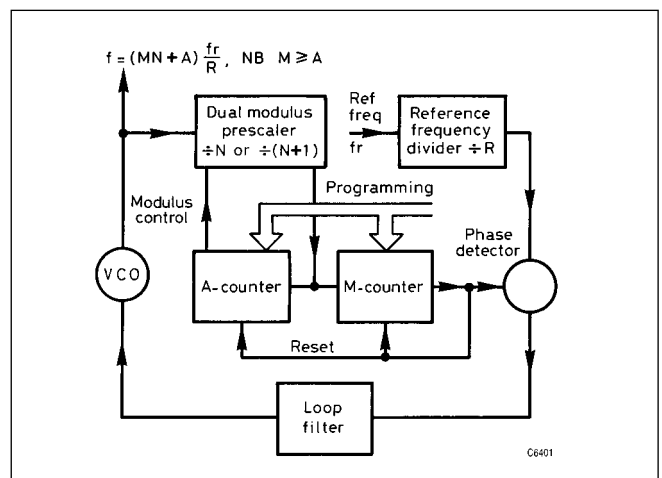 f = (MN + A) fr/R, NB M ≥ A
Dual modulus
prescaler
÷N or ÷(N+1)
Ref
freq
fr
Reference
frequency
divider ÷R
Modulus
control
Programming
Phase
detector
VCO
A-counter
M-counter
Reset
Loop
filter
C6401